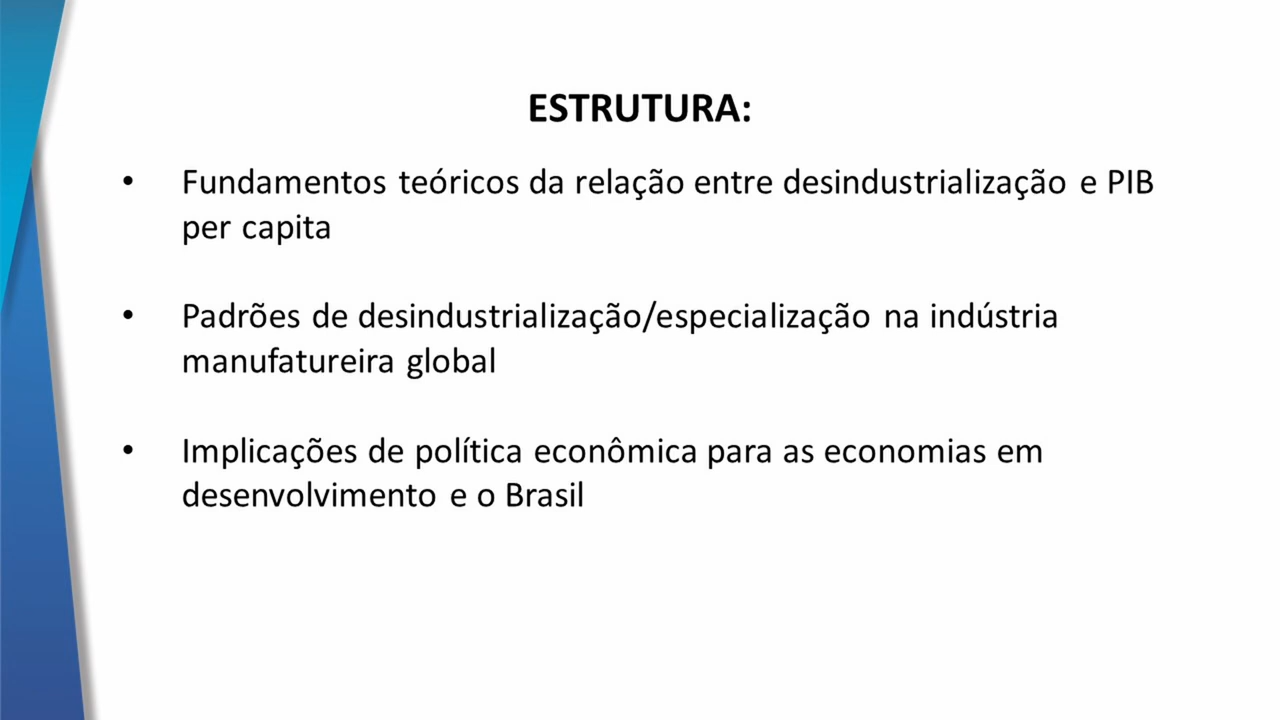 ESTRUTURA:
• Fundamentos teóricos da relação entre desindustrialização e PIB
per capita
• Padrões de desindustrialização/especialização na indústria
manufatureira global
• Implicações de política econômica para as economias em
desenvolvimento e o Brasil